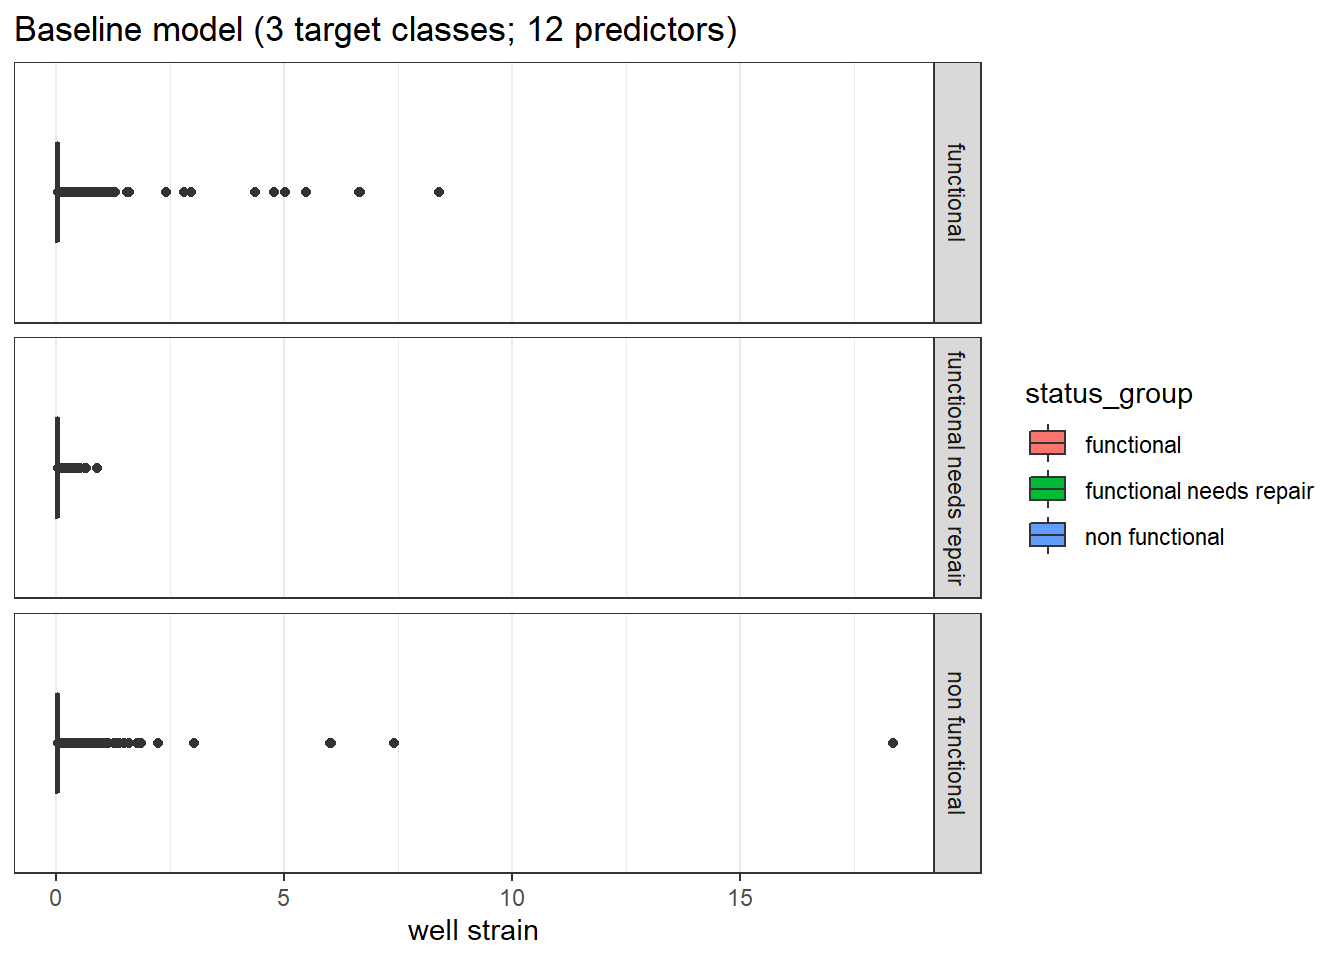 Baseline model (3 target classes; 12 predictors)
functional
functional needs repair
non functional
0 5 10 15
well strain
status_group
functional
functional needs repair
non functional